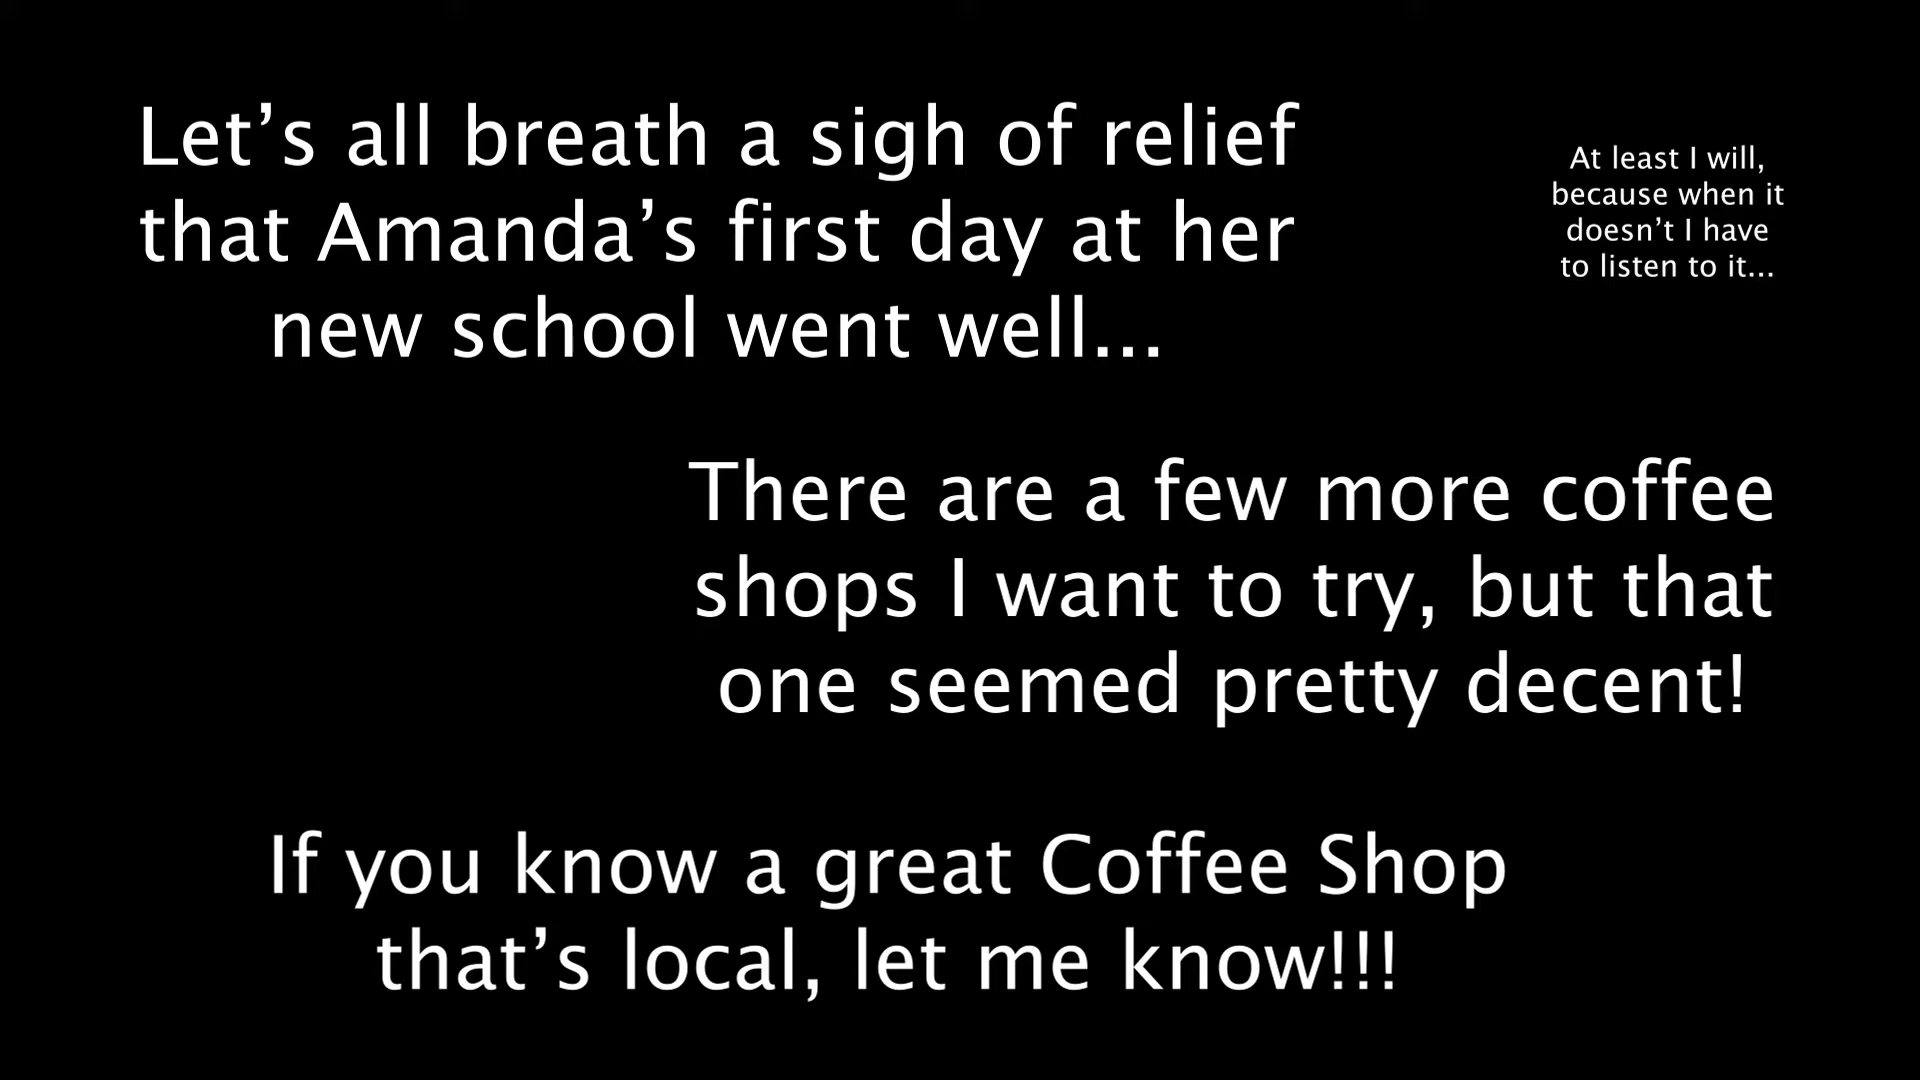 Let’s all breath a sigh of relief
that Amanda’s first day at her
new school went well...
At least I will,
because when it
doesn’t I have
to listen to it...
There are a few more coffee
shops I want to try, but that
one seemed pretty decent!
If you know a great Coffee Shop
that’s local, let me know!!!